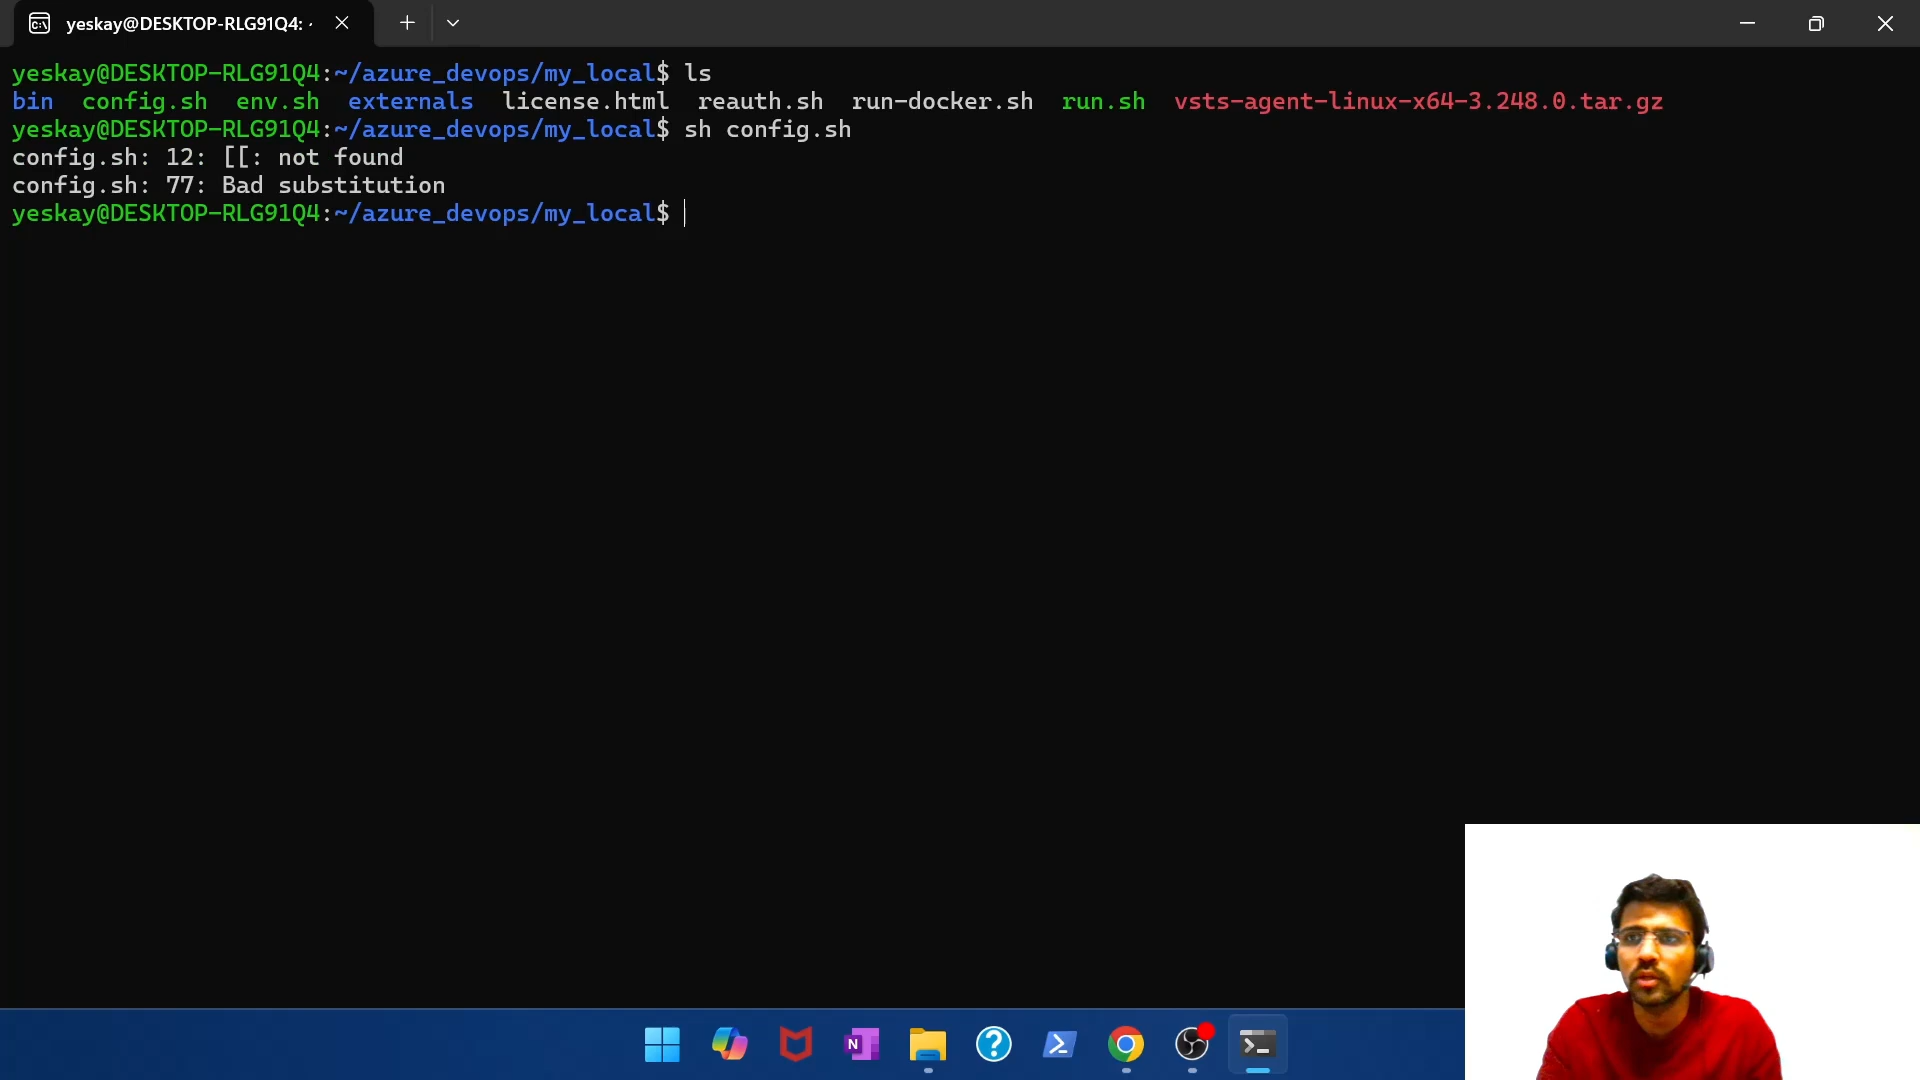 yeskay@DESKTOP-RLG91Q4: ·
yeskay@DESKTOP-RLG91Q4:~/azure_devops/my_local$ ls
bin config.sh env.sh externals license.html reauth.sh run-docker.sh run.sh vsts-agent-linux-x64-3.248.0.tar.gz
yeskay@DESKTOP-RLG91Q4:~/azure_devops/my_local$ sh config.sh
config.sh: 12: [[: not found
config.sh: 77: Bad substitution
yeskay@DESKTOP-RLG91Q4:~/azure_devops/my_local$